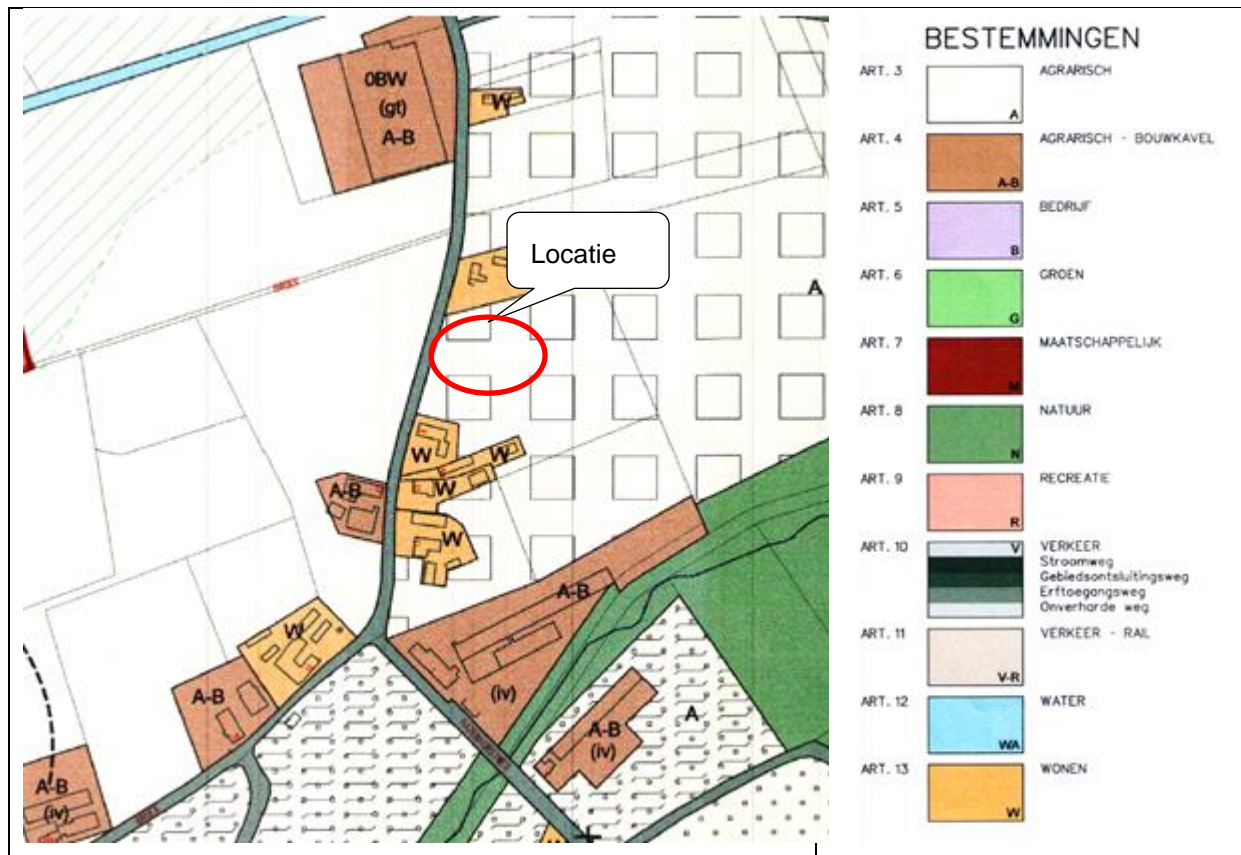 OBW
(gt)
A-B
W
Locatie
A
W
W
W
A-B
W
A-B
W
A-B
(iv)
A
A-B
(iv)
A-B
(iv)
W
BESTEMMINGEN
ART. 3 AGRARISCH
A
ART. 4 AGRARISCH - BOUWKAVEL
A-B
ART. 5 BEDRIJF
B
ART. 6 GROEN
G
ART. 7 MAATSCHAPPELIJK
M
ART. 8 NATUUR
N
ART. 9 RECREATIE
R
ART. 10 V VERKEER
Stroomweg
Gebiedsontsluitingsweg
Erftoegangsweg
Onverharde weg
ART. 11 VERKEER - RAIL
V-R
ART. 12 WATER
WA
ART. 13 WONEN
W